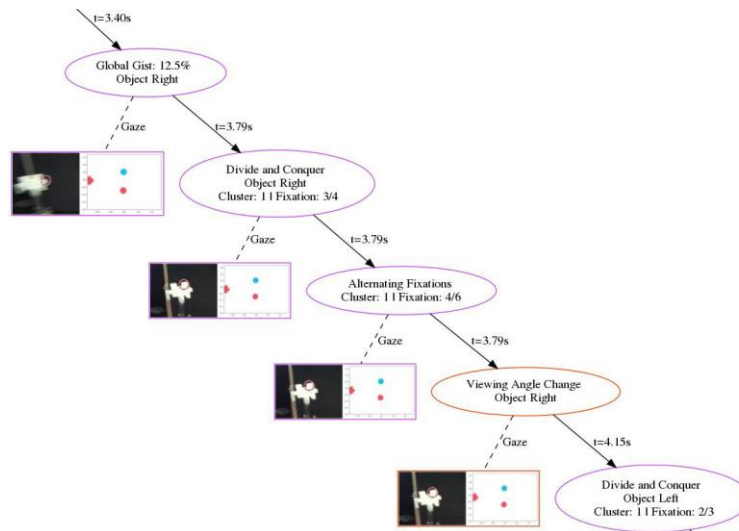 t=3.40s
Global Gist: 12.5%
Object Right
Gaze
t=3.79s
Divide and Conquer
Object Right
Cluster: 1 | Fixation: 3/4
Gaze
t=3.79s
Alternating Fixations
Cluster: 1 | Fixation: 4/6
Gaze
t=3.79s
Viewing Angle Change
Object Right
Gaze
t=4.15s
Divide and Conquer
Object Left
Cluster: 1 | Fixation: 2/3